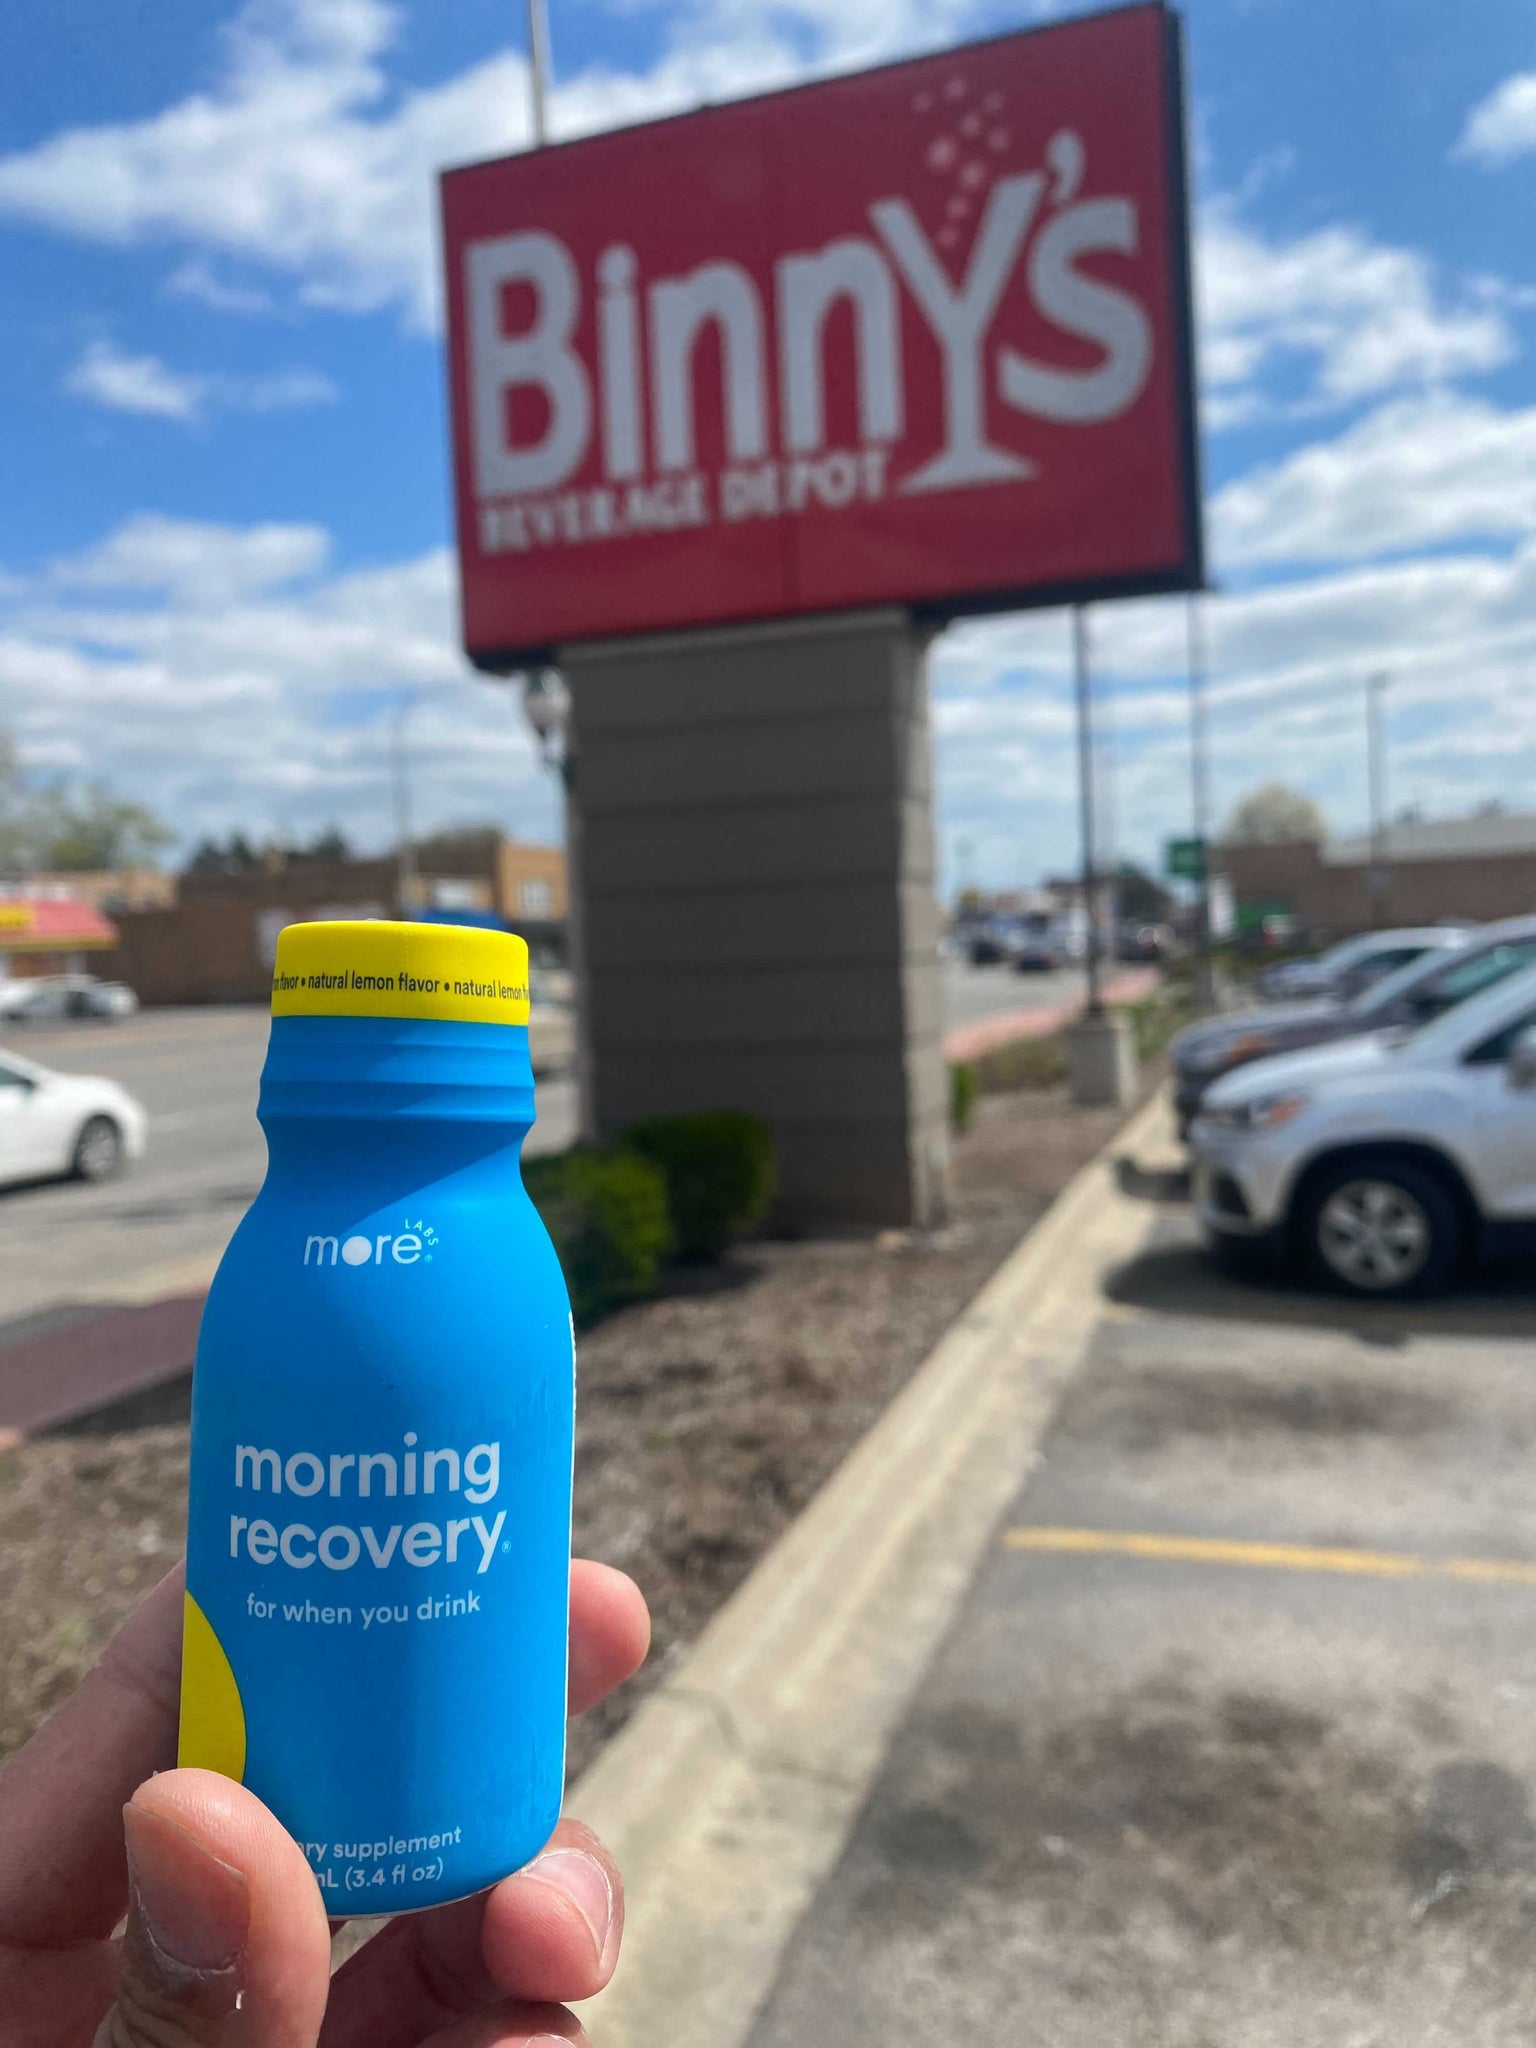 Binny's
BEVERAGE DEPOT
flavor • natural lemon flavor • natural lemon
more LABS®
morning
recovery®
for when you drink
supplement
(3.4 fl oz)